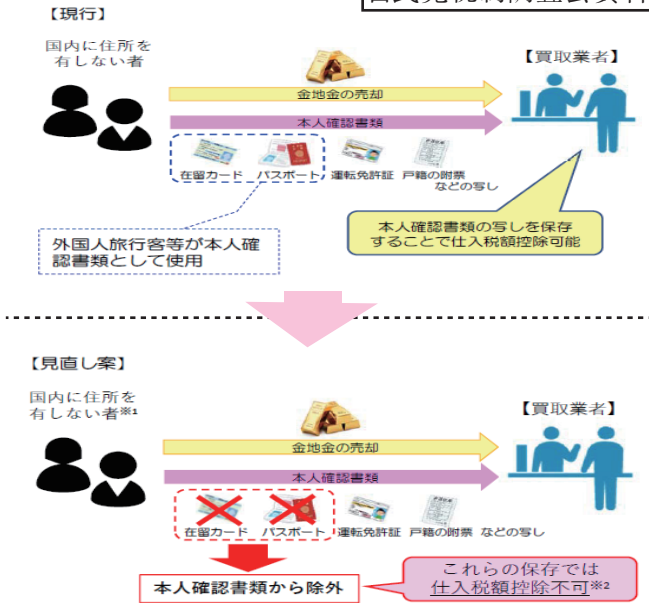 【現行】
国内に住所を
有しない者
【買取業者】
金地金の売却
本人確認書類
在留カード パスポート 運転免許証 戸籍の附票
などの写し
外国人旅行客等が本人確
認書類として使用
本人確認書類の写しを保存
することで仕入税額控除可能
【見直し案】
国内に住所を
有しない者※1
【買取業者】
金地金の売却
本人確認書類
在留カード パスポート 運転免許証 戸籍の附票 などの写し
本人確認書類から除外
これらの保存では
仕入税額控除不可※2